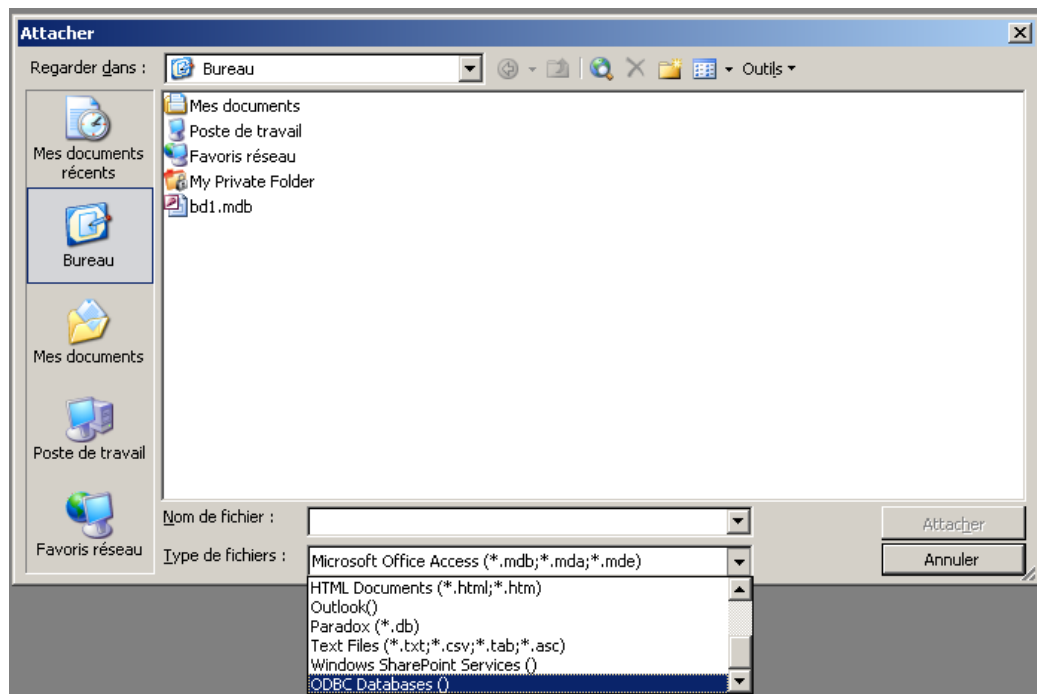 Attacher
Regarder dans :
Bureau
Outils
Mes documents récents
Bureau
Mes documents
Poste de travail
Favoris réseau
Mes documents
Poste de travail
Favoris réseau
My Private Folder
bd1.mdb
Nom de fichier :
Attacher
Type de fichiers :
Microsoft Office Access (*.mdb;*.mda;*.mde)
Annuler
HTML Documents (*.html;*.htm)
Outlook()
Paradox (*.db)
Text Files (*.txt;*.csv;*.tab;*.asc)
Windows SharePoint Services ()
ODBC Databases ()